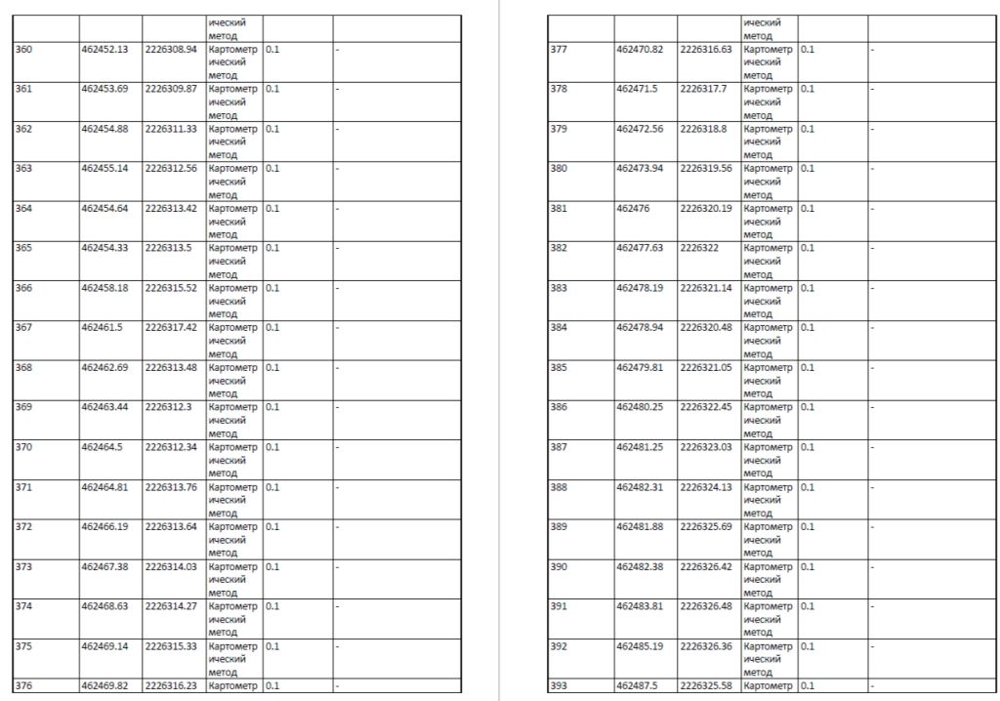 ический
метод
360 462452.13 2226308.94 Картометр 0.1 -
ический
метод
361 462453.69 2226309.87 Картометр 0.1 -
ический
метод
362 462454.88 2226311.33 Картометр 0.1 -
ический
метод
363 462455.14 2226312.56 Картометр 0.1 -
ический
метод
364 462454.64 2226313.42 Картометр 0.1 -
ический
метод
365 462454.33 2226313.5 Картометр 0.1 -
ический
метод
366 462458.18 2226315.52 Картометр 0.1 -
ический
метод
367 462461.5 2226317.42 Картометр 0.1 -
ический
метод
368 462462.69 2226313.48 Картометр 0.1 -
ический
метод
369 462463.44 2226312.3 Картометр 0.1 -
ический
метод
370 462464.5 2226312.34 Картометр 0.1 -
ический
метод
371 462464.81 2226313.76 Картометр 0.1 -
ический
метод
372 462466.19 2226313.64 Картометр 0.1 -
ический
метод
373 462467.38 2226314.03 Картометр 0.1 -
ический
метод
374 462468.63 2226314.27 Картометр 0.1 -
ический
метод
375 462469.14 2226315.33 Картометр 0.1 -
ический
метод
376 462469.82 2226316.23 Картометр 0.1 -
ический
метод
377 462470.82 2226316.63 Картометр 0.1 -
ический
метод
378 462471.5 2226317.7 Картометр 0.1 -
ический
метод
379 462472.56 2226318.8 Картометр 0.1 -
ический
метод
380 462473.94 2226319.56 Картометр 0.1 -
ический
метод
381 462476 2226320.19 Картометр 0.1 -
ический
метод
382 462477.63 2226322 Картометр 0.1 -
ический
метод
383 462478.19 2226321.14 Картометр 0.1 -
ический
метод
384 462478.94 2226320.48 Картометр 0.1 -
ический
метод
385 462479.81 2226321.05 Картометр 0.1 -
ический
метод
386 462480.25 2226322.45 Картометр 0.1 -
ический
метод
387 462481.25 2226323.03 Картометр 0.1 -
ический
метод
388 462482.31 2226324.13 Картометр 0.1 -
ический
метод
389 462481.88 2226325.69 Картометр 0.1 -
ический
метод
390 462482.38 2226326.42 Картометр 0.1 -
ический
метод
391 462483.81 2226326.48 Картометр 0.1 -
ический
метод
392 462485.19 2226326.36 Картометр 0.1 -
ический
метод
393 462487.5 2226325.58 Картометр 0.1 -